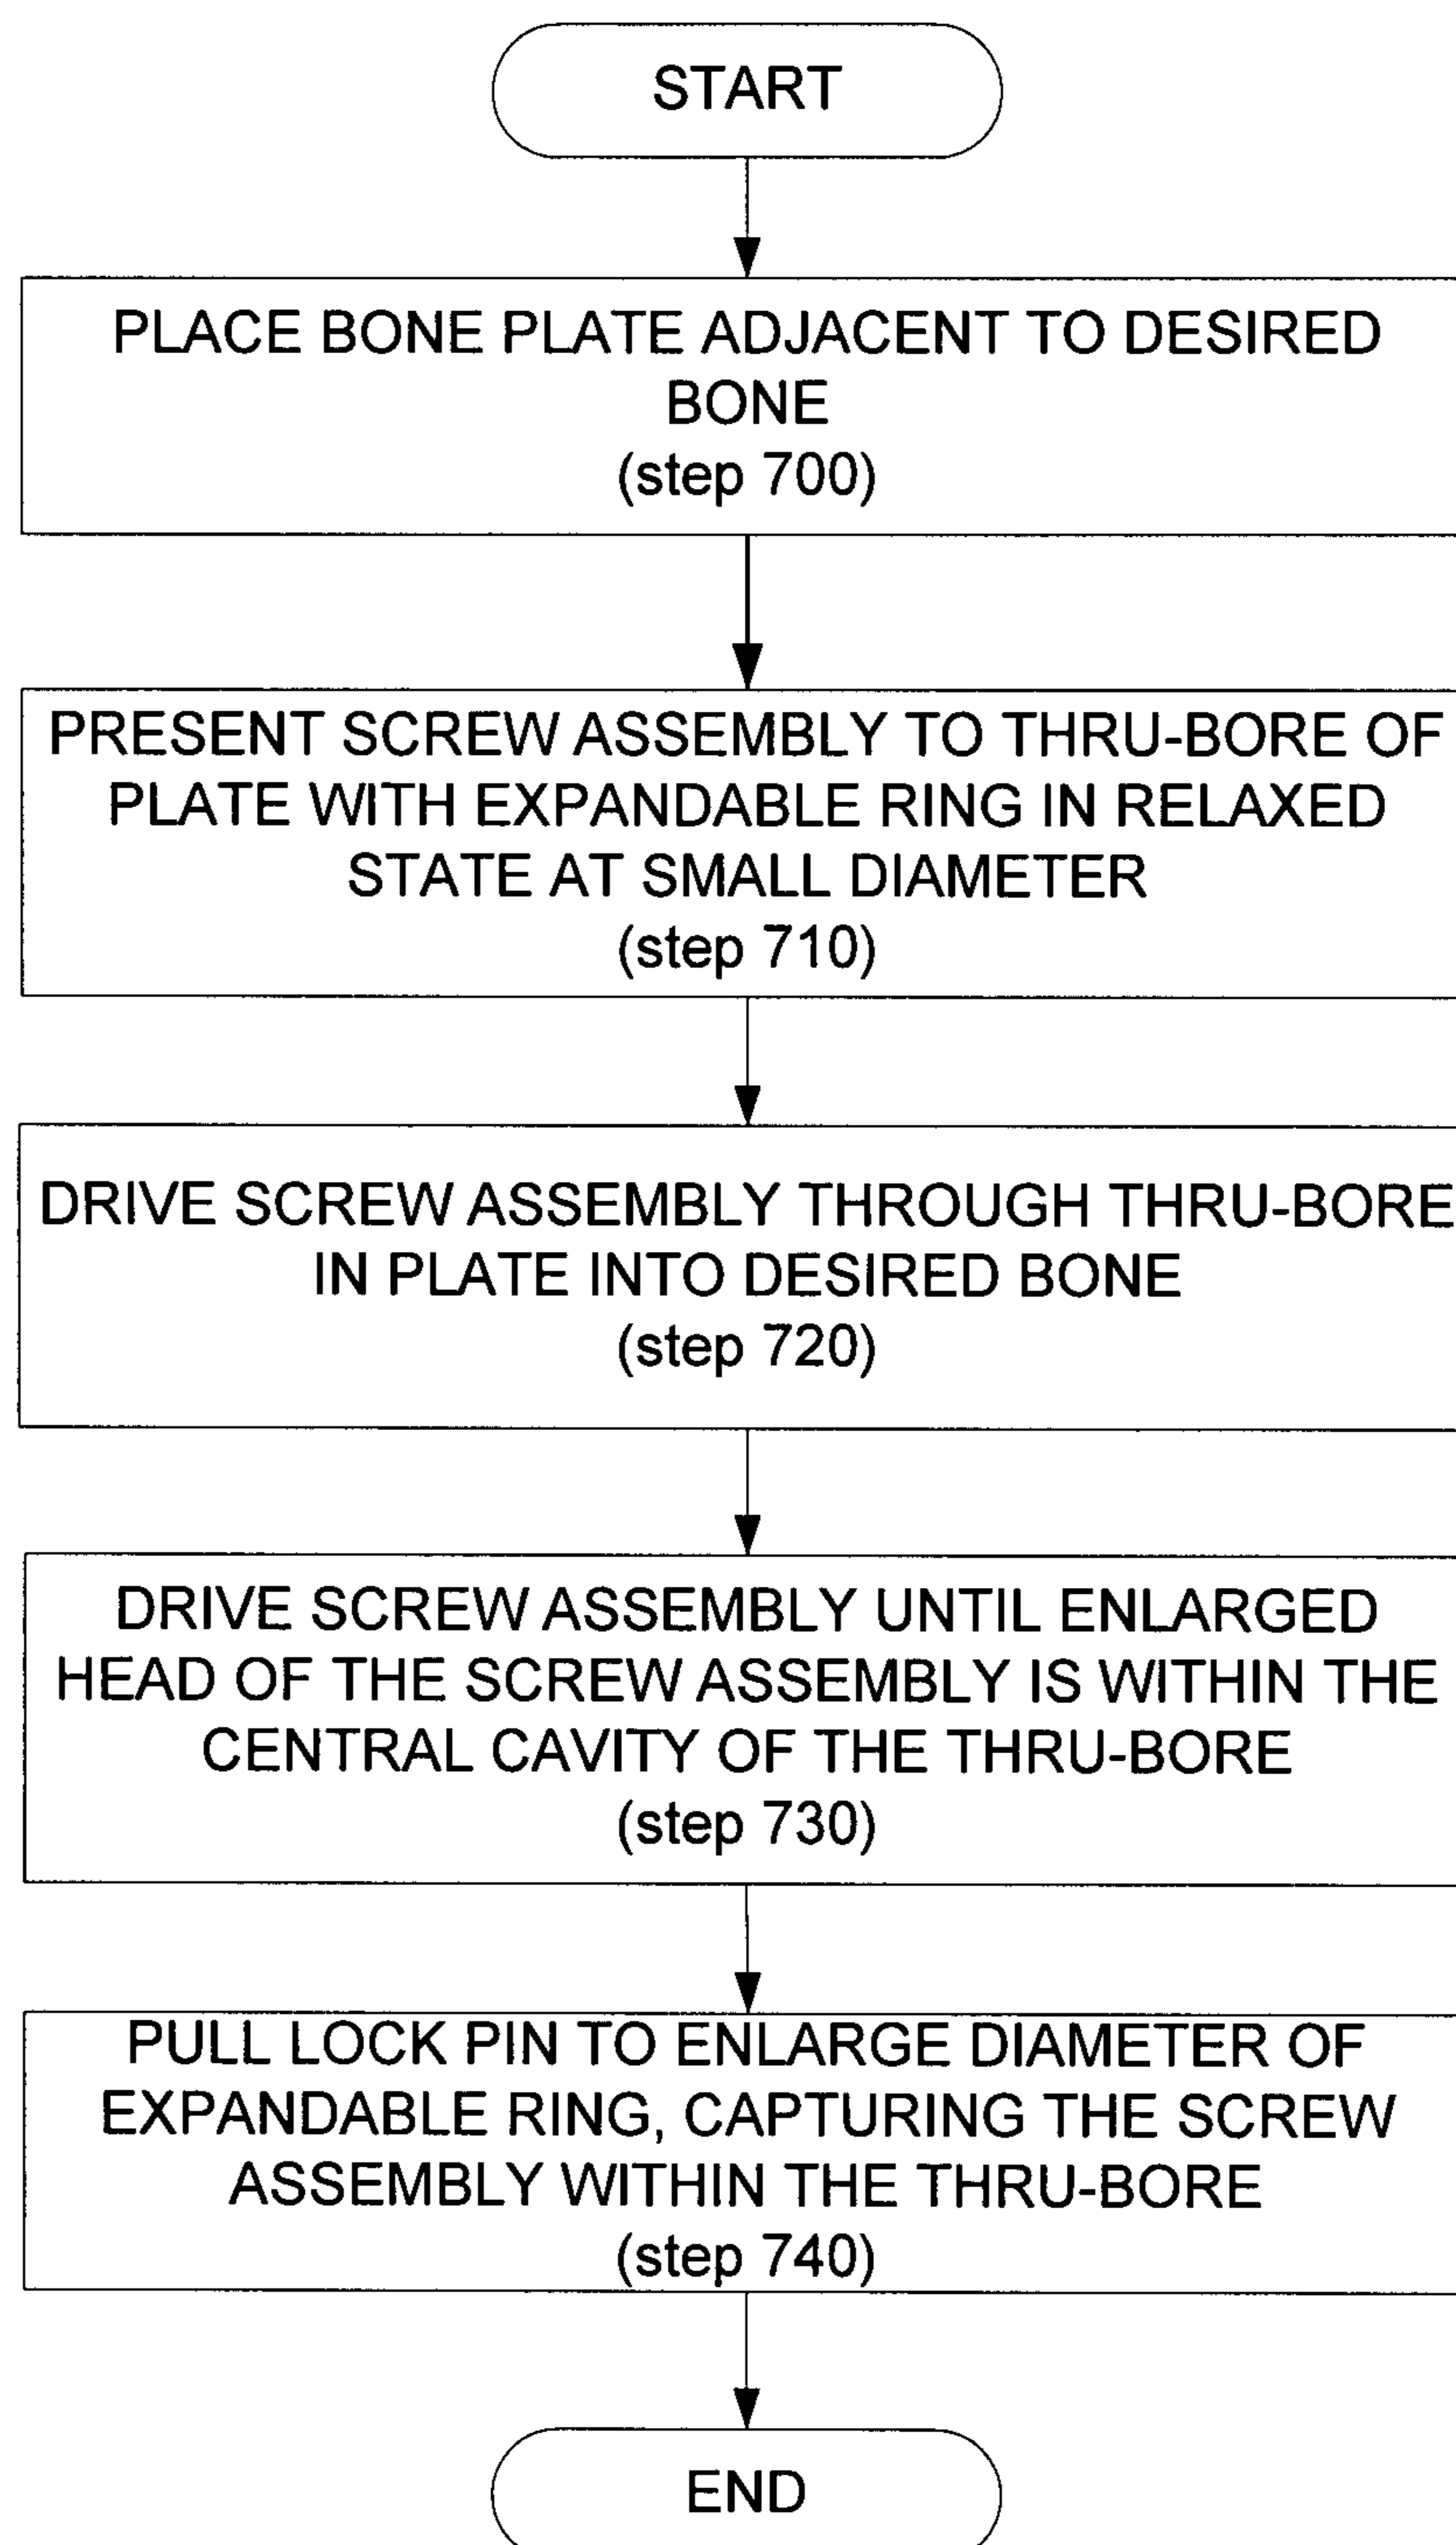 START
PLACE BONE PLATE ADJACENT TO DESIRED
BONE
(step 700)
PRESENT SCREW ASSEMBLY TO THRU-BORE OF
PLATE WITH EXPANDABLE RING IN RELAXED
STATE AT SMALL DIAMETER
(step 710)
DRIVE SCREW ASSEMBLY THROUGH THRU-BORE
IN PLATE INTO DESIRED BONE
(step 720)
DRIVE SCREW ASSEMBLY UNTIL ENLARGED
HEAD OF THE SCREW ASSEMBLY IS WITHIN THE
CENTRAL CAVITY OF THE THRU-BORE
(step 730)
PULL LOCK PIN TO ENLARGE DIAMETER OF
EXPANDABLE RING, CAPTURING THE SCREW
ASSEMBLY WITHIN THE THRU-BORE
(step 740)
END